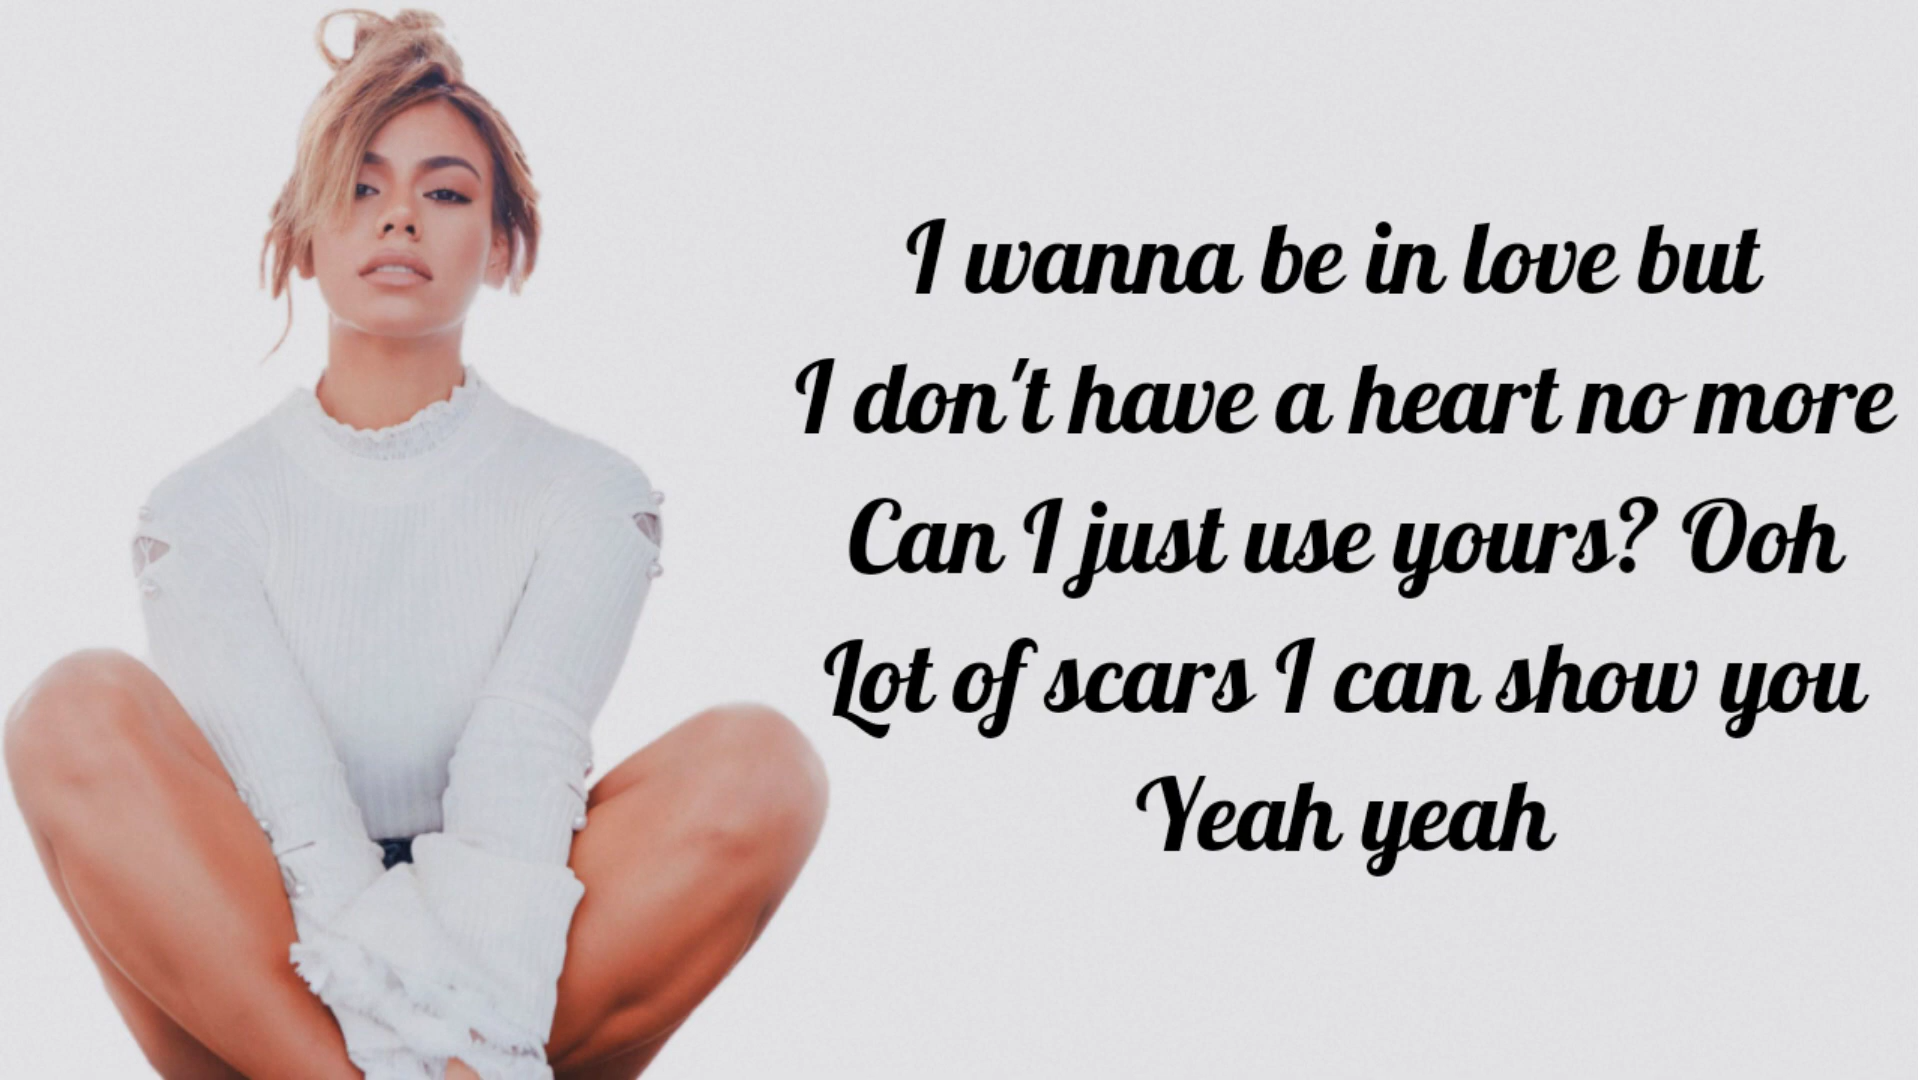 I wanna be in love but
I don't have a heart no more
Can I just use yours? Ooh
Lot of scars I can show you
Yeah yeah